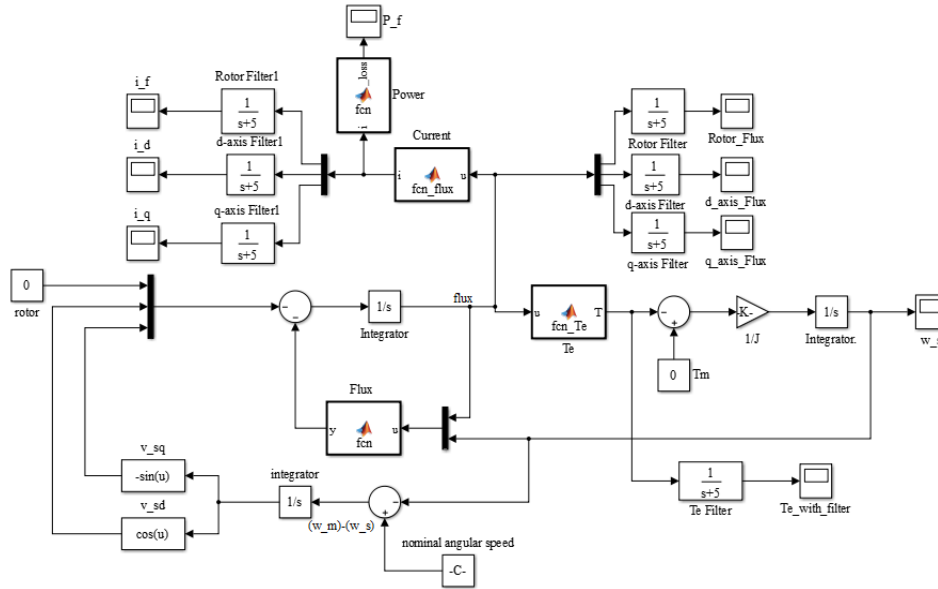 P_f
_loss
fcn
i
Power
i_f
Rotor Filter1
1
s+5
i_d
d-axis Filter1
1
s+5
i_q
q-axis Filter1
1
s+5
Current
i
u
fcn_flux
1
s+5
Rotor Filter
Rotor_Flux
1
s+5
d-axis Filter
d_axis_Flux
1
s+5
q-axis Filter
q_axis_Flux
0
rotor
1/s
Integrator
flux
u
T
fcn_Te
Te
0
Tm
-K-
1/J
1/s
Integrator.
Flux
y
u
fcn
v_sq
-sin(u)
v_sd
cos(u)
integrator
1/s
(w_m)-(w_s)
nominal angular speed
-C-
1
s+5
Te Filter
Te_with_filter